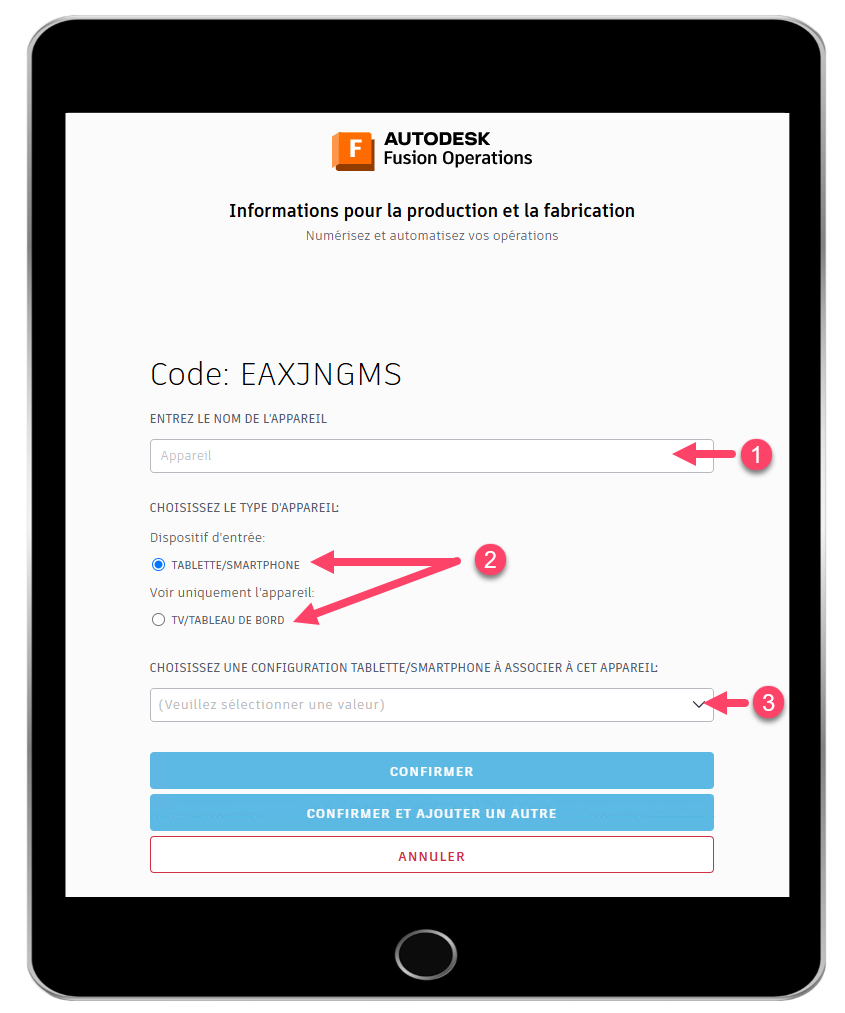 F
AUTODESK
Fusion Operations
Informations pour la production et la fabrication
Numérisez et automatisez vos opérations
Code: EAXJNGMS
ENTREZ LE NOM DE L'APPAREIL
Appareil
1
CHOISISSEZ LE TYPE D'APPAREIL:
Dispositif d'entrée:
TABLETTE/SMARTPHONE
2
Voir uniquement l'appareil:
TV/TABLEAU DE BORD
CHOISISSEZ UNE CONFIGURATION TABLETTE/SMARTPHONE À ASSOCIER À CET APPAREIL:
(Veuillez sélectionner une valeur)
3
CONFIRMER
CONFIRMER ET AJOUTER UN AUTRE
ANNULER